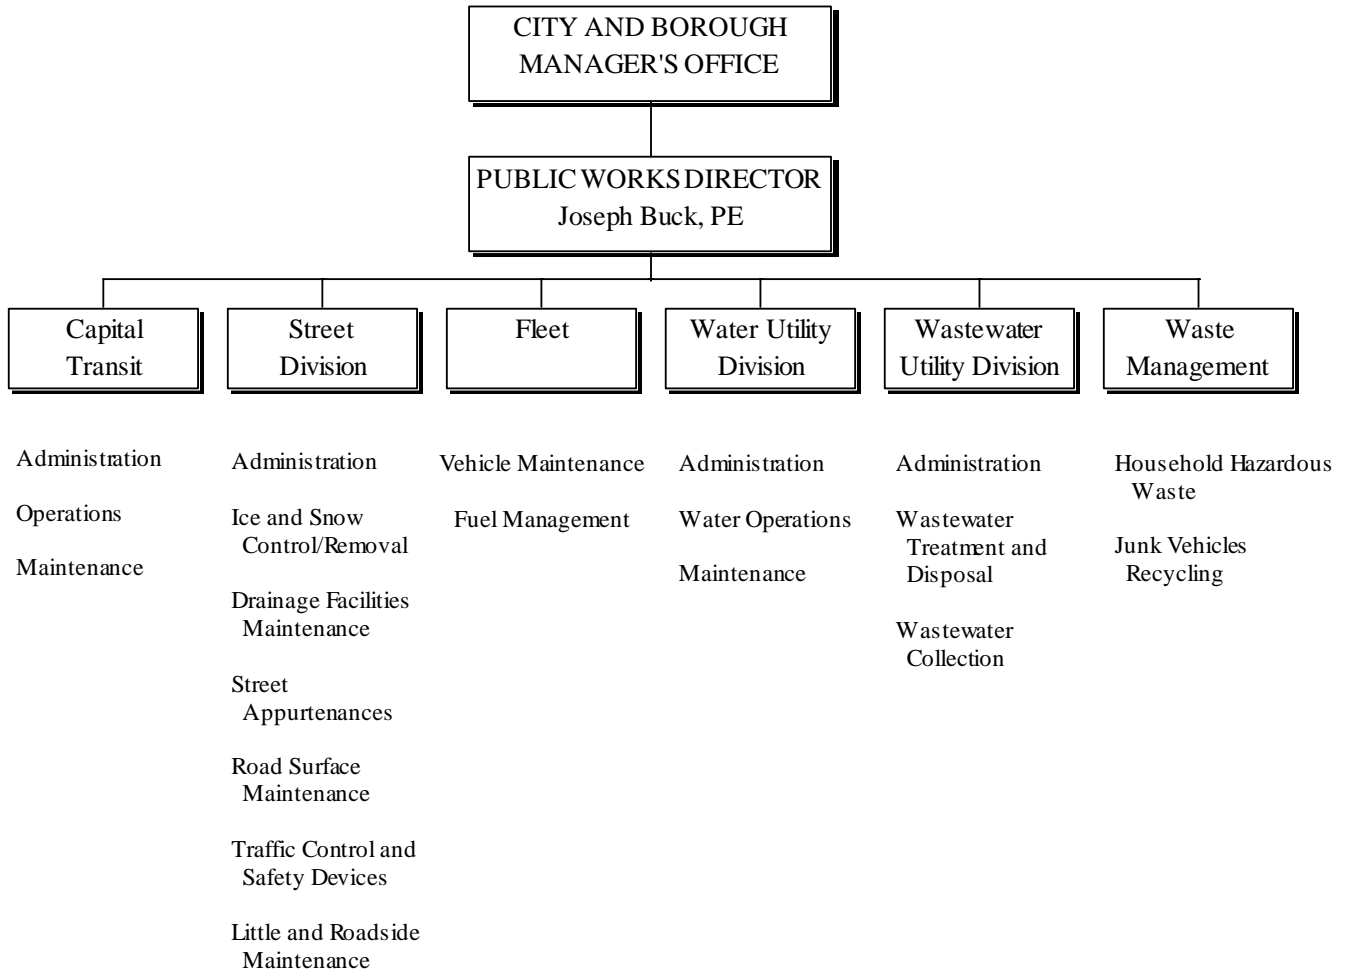 CITY AND BOROUGH
MANAGER'S OFFICE
PUBLIC WORKS DIRECTOR
Joseph Buck, PE
Capital
Transit
Street
Division
Fleet
Water Utility
Division
Wastewater
Utility Division
Waste
Management
Administration
Operations
Maintenance
Administration
Ice and Snow
Control/Removal
Drainage Facilities
Maintenance
Street
Appurtenances
Road Surface
Maintenance
Traffic Control and
Safety Devices
Little and Roadside
Maintenance
Vehicle Maintenance
Fuel Management
Administration
Water Operations
Maintenance
Administration
Wastewater
Treatment and
Disposal
Wastewater
Collection
Household Hazardous
Waste
Junk Vehicles
Recycling